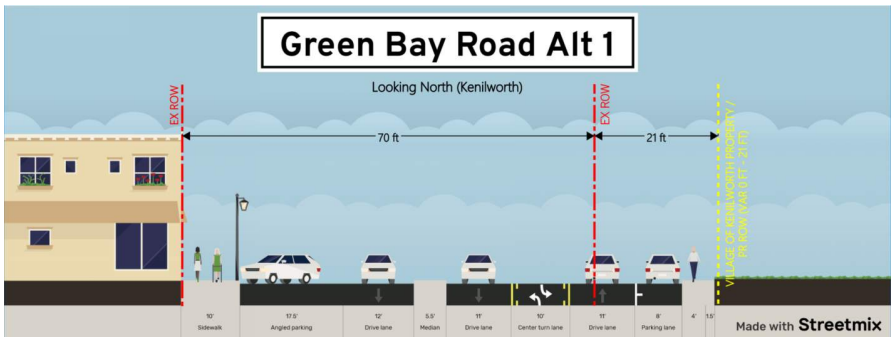 Green Bay Road Alt 1
Looking North (Kenilworth)
EX ROW
EX ROW
70 ft
21 ft
VILLAGE OF KENILWORTH PROPERTY /
PR ROW (VAR 0 FT - 21 FT)
10' 17.5' 12' 5.5' 11' 10' 11' 8' 4' 1.5'
Sidewalk Angled parking Drive lane Median Drive lane Center turn lane Drive lane Parking lane
Made with Streetmix